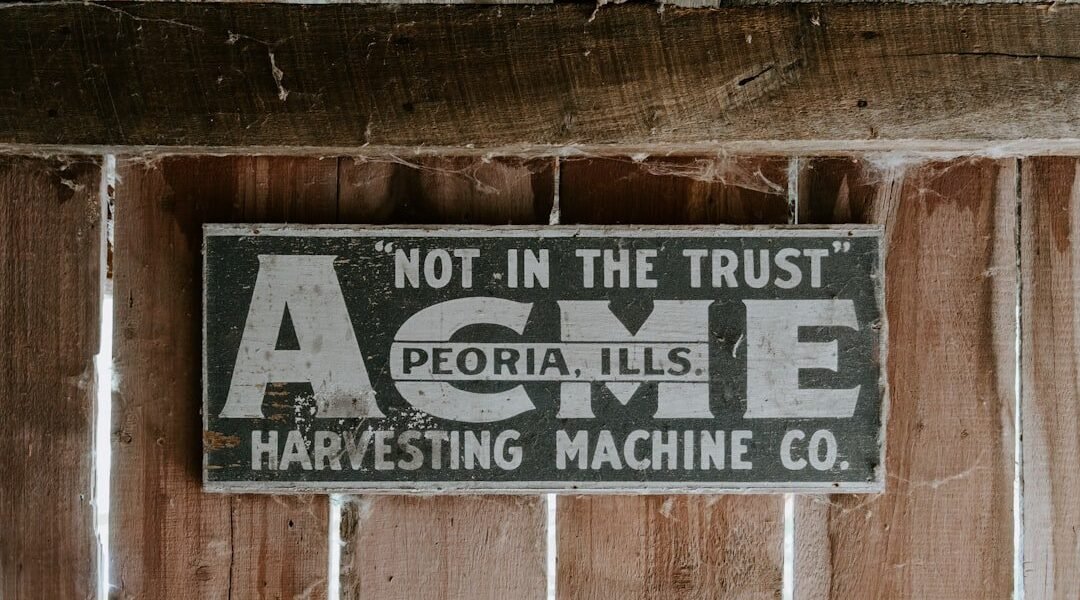 "NOT IN THE TRUST"
ACME
PEORIA, ILLS.
HARVESTING MACHINE CO.